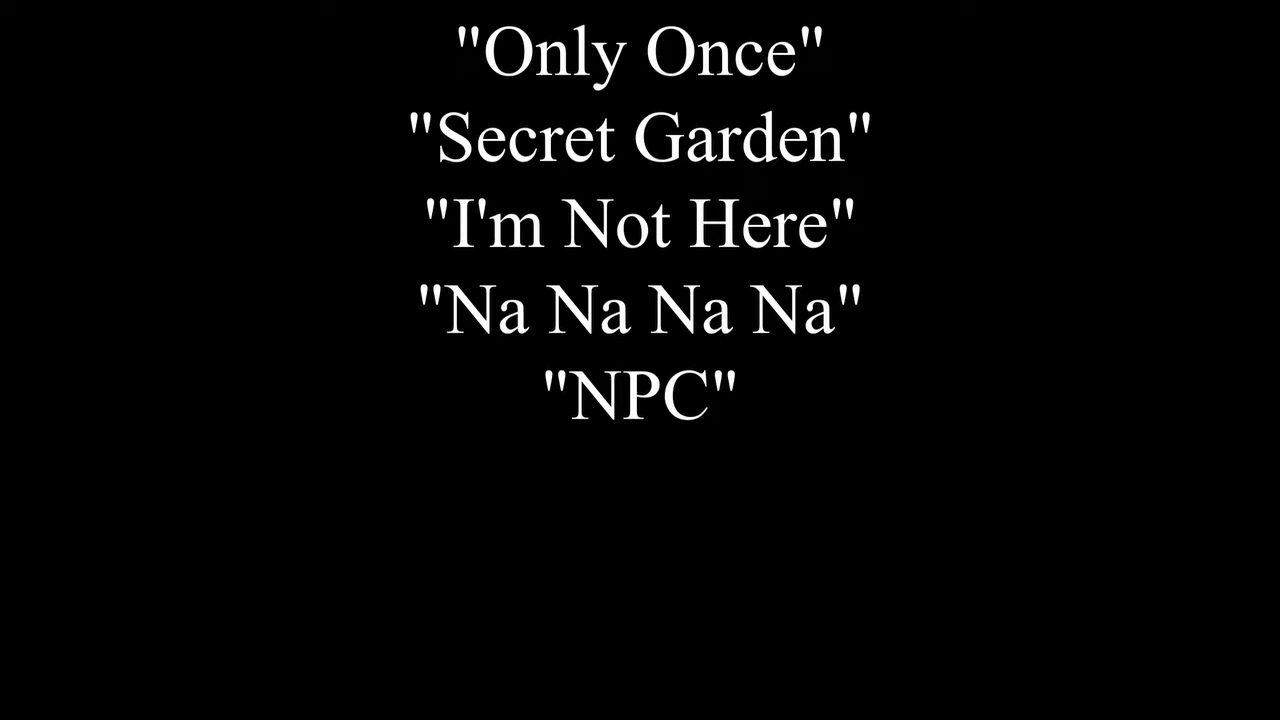 "Only Once"
"Secret Garden"
"I'm Not Here"
"Na Na Na Na"
"NPC"